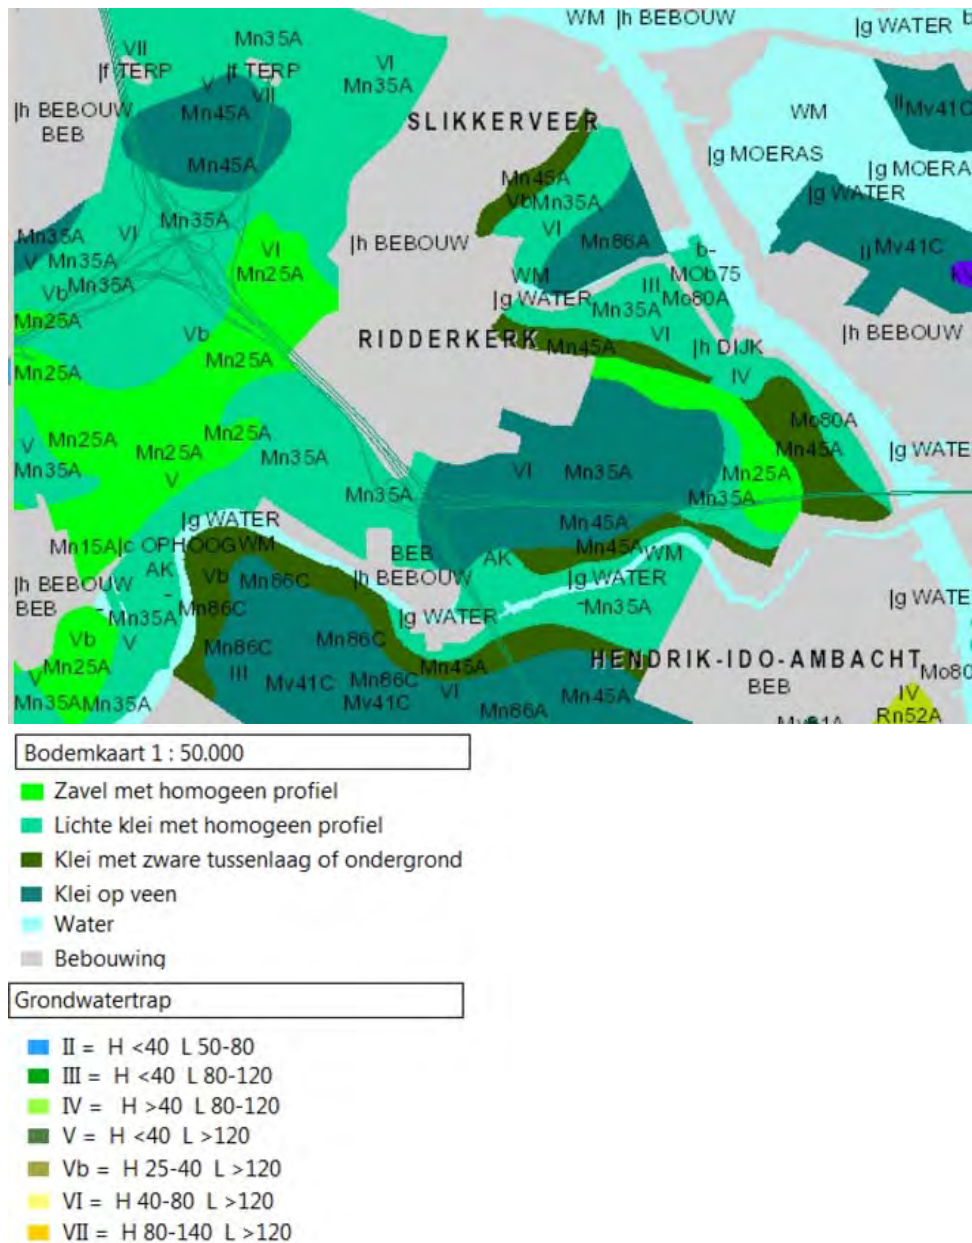 WM |h BEBOUW |g WATER b
Mn35A
VII
|f TERP |f TERP VI
V VII Mn35A
|h BEBOUW Mn45A
BEB SLIKKERVEER WM II Mv41C
Mn45A |g MOERAS |g MOERA
Mn45A |g WATER
Mn35A VbMn35A
Mn35A VI VI VI
V Mn35A |h BEBOUW Mn86A II Mv41C
Mn25A b-
Vb Mn35A WM MOb75
|g WATER III Mo80A
Mn25A Mn35A
Vb RIDDERKERK VI |h BEBOUW
Mn25A Mn25A Mn45A |h DIJK
IV
Mn25A Mo80A
V Mn25A Mn45A |g WATE
Mn35A Mn25A Mn35A VI Mn35A Mn25A
V Mn35A Mn35A
|g WATER Mn45A
Mn15A |c OPHOOG WM BEB AK Mn45A WM
|h BEBOUW AK Vb Mn86C |h BEBOUW |g WATER
BEB - Mn86C |g WATER -Mn35A |g WATE
Mn35A
Vb V Mn86C Mn86C
Mn25A III Mn45A HENDRIK-IDO-AMBACHT
V Mv41C Mn86C VI BEB Mo80
Mn35A Mn35A Mv41C Mn86A Mn45A IV
Rn52A
Bodemkaart 1 : 50.000
Zavel met homogeen profiel
Lichte klei met homogeen profiel
Klei met zware tussenlaag of ondergrond
Klei op veen
Water
Bebouwing
Grondwatertrap
II = H <40 L 50-80
III = H <40 L 80-120
IV = H >40 L 80-120
V = H <40 L >120
Vb = H 25-40 L >120
VI = H 40-80 L >120
VII = H 80-140 L >120